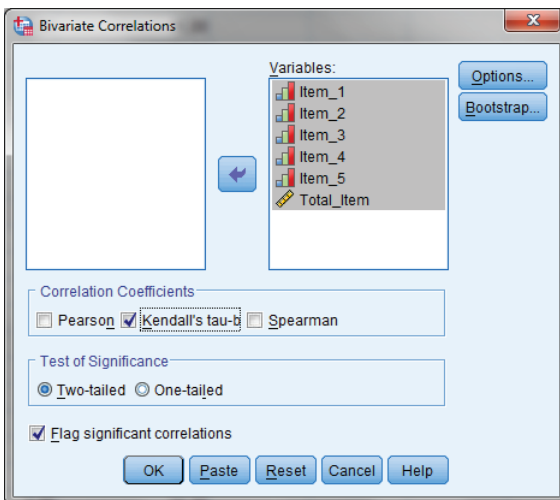 Bivariate Correlations
Variables:
Item_1
Item_2
Item_3
Item_4
Item_5
Total_Item
Options...
Bootstrap...
Correlation Coefficients
Pearson Kendall's tau-b Spearman
Test of Significance
Two-tailed One-tailed
Flag significant correlations
OK Paste Reset Cancel Help